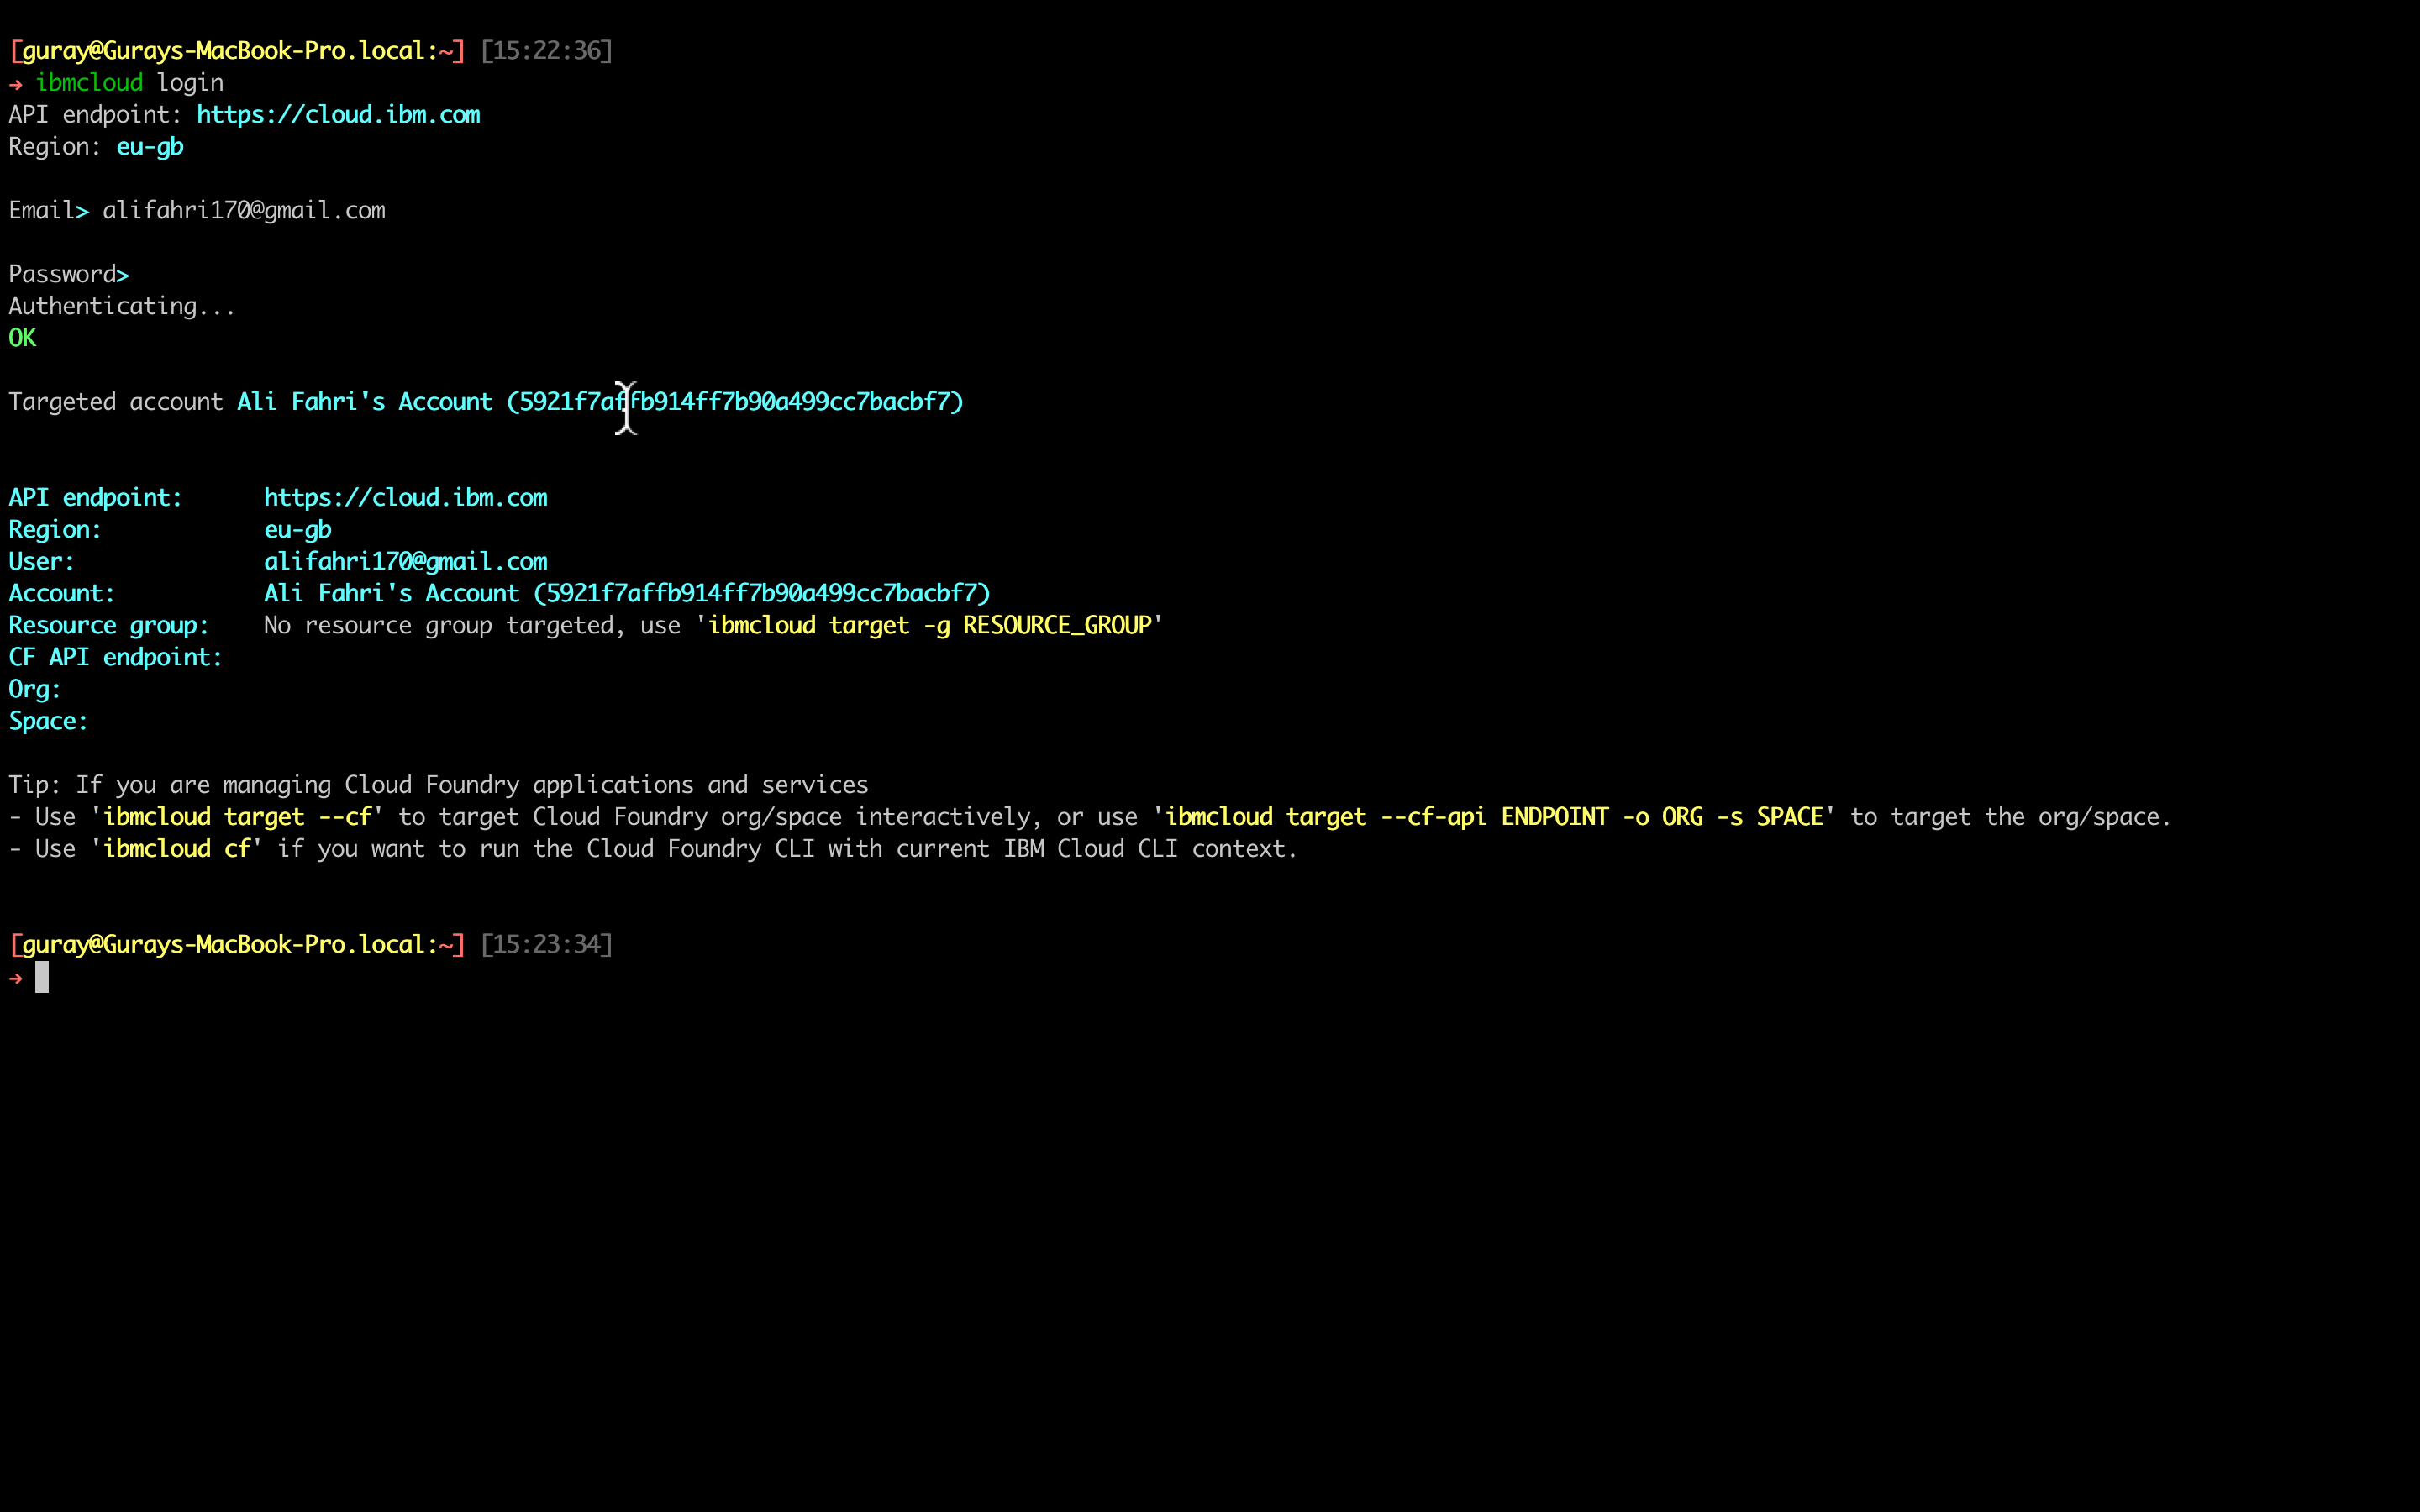 [guray@Gurays-MacBook-Pro.local:~] [15:22:36]
→ ibmcloud login
API endpoint: https://cloud.ibm.com
Region: eu-gb
Email> alifahri170@gmail.com
Password>
Authenticating...
OK
Targeted account Ali Fahri's Account (5921f7affb914ff7b90a499cc7bacbf7)
API endpoint:      https://cloud.ibm.com
Region:            eu-gb
User:              alifahri170@gmail.com
Account:           Ali Fahri's Account (5921f7affb914ff7b90a499cc7bacbf7)
Resource group:    No resource group targeted, use 'ibmcloud target -g RESOURCE_GROUP'
CF API endpoint:
Org:
Space:
Tip: If you are managing Cloud Foundry applications and services
- Use 'ibmcloud target --cf' to target Cloud Foundry org/space interactively, or use 'ibmcloud target --cf-api ENDPOINT -o ORG -s SPACE' to target the org/space.
- Use 'ibmcloud cf' if you want to run the Cloud Foundry CLI with current IBM Cloud CLI context.
[guray@Gurays-MacBook-Pro.local:~] [15:23:34]
→